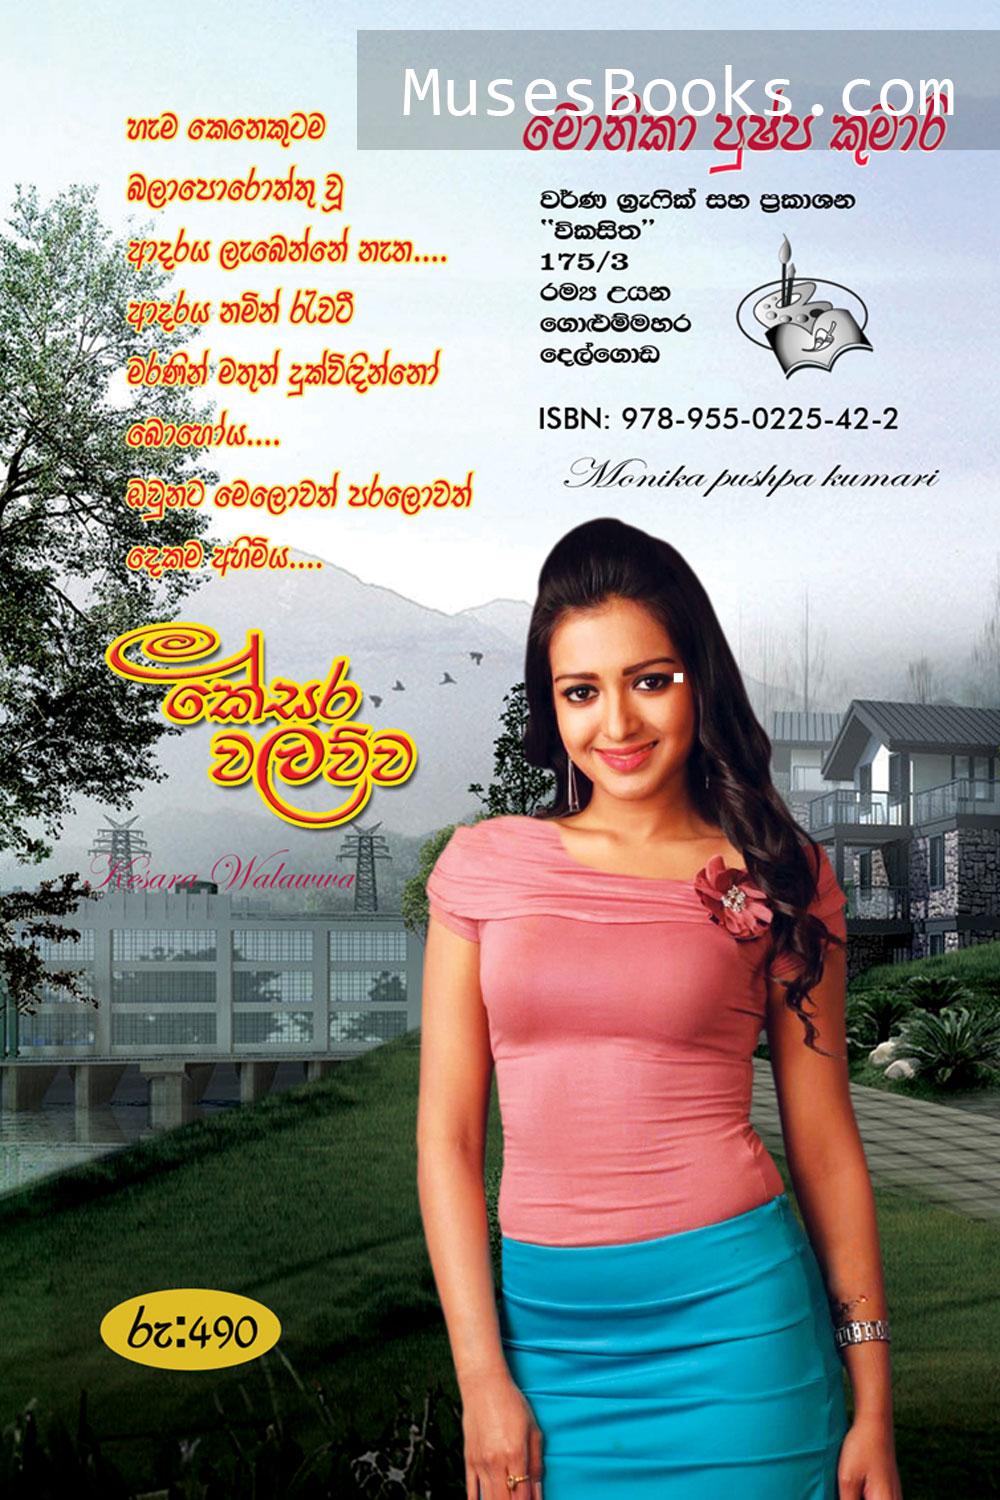 MusesBooks.com
හැම කෙනෙකුටම
බලාපොරොත්තු වූ
ආදරය ලැබෙන්නේ නැත....
ආදරය නමින් රැවටී
මරණින් මතුත් දුක්විඳින්නෝ
බොහෝය....
ඔවුනට මෙලොවත් පරලොවත්
දෙකම අහිමිය....
මොනිකා පුෂ්ප කුමාරි
වර්ණ ග්‍රැෆික් සහ ප්‍රකාශන
"විකසිත"
175/3
රම්‍ය උයන
ගොළුම්මහර
දෙල්ගොඩ
ISBN: 978-955-0225-42-2
Monika pushpa kumari
කේසර
වලව්ව
Kesara Walawwa
රු:490